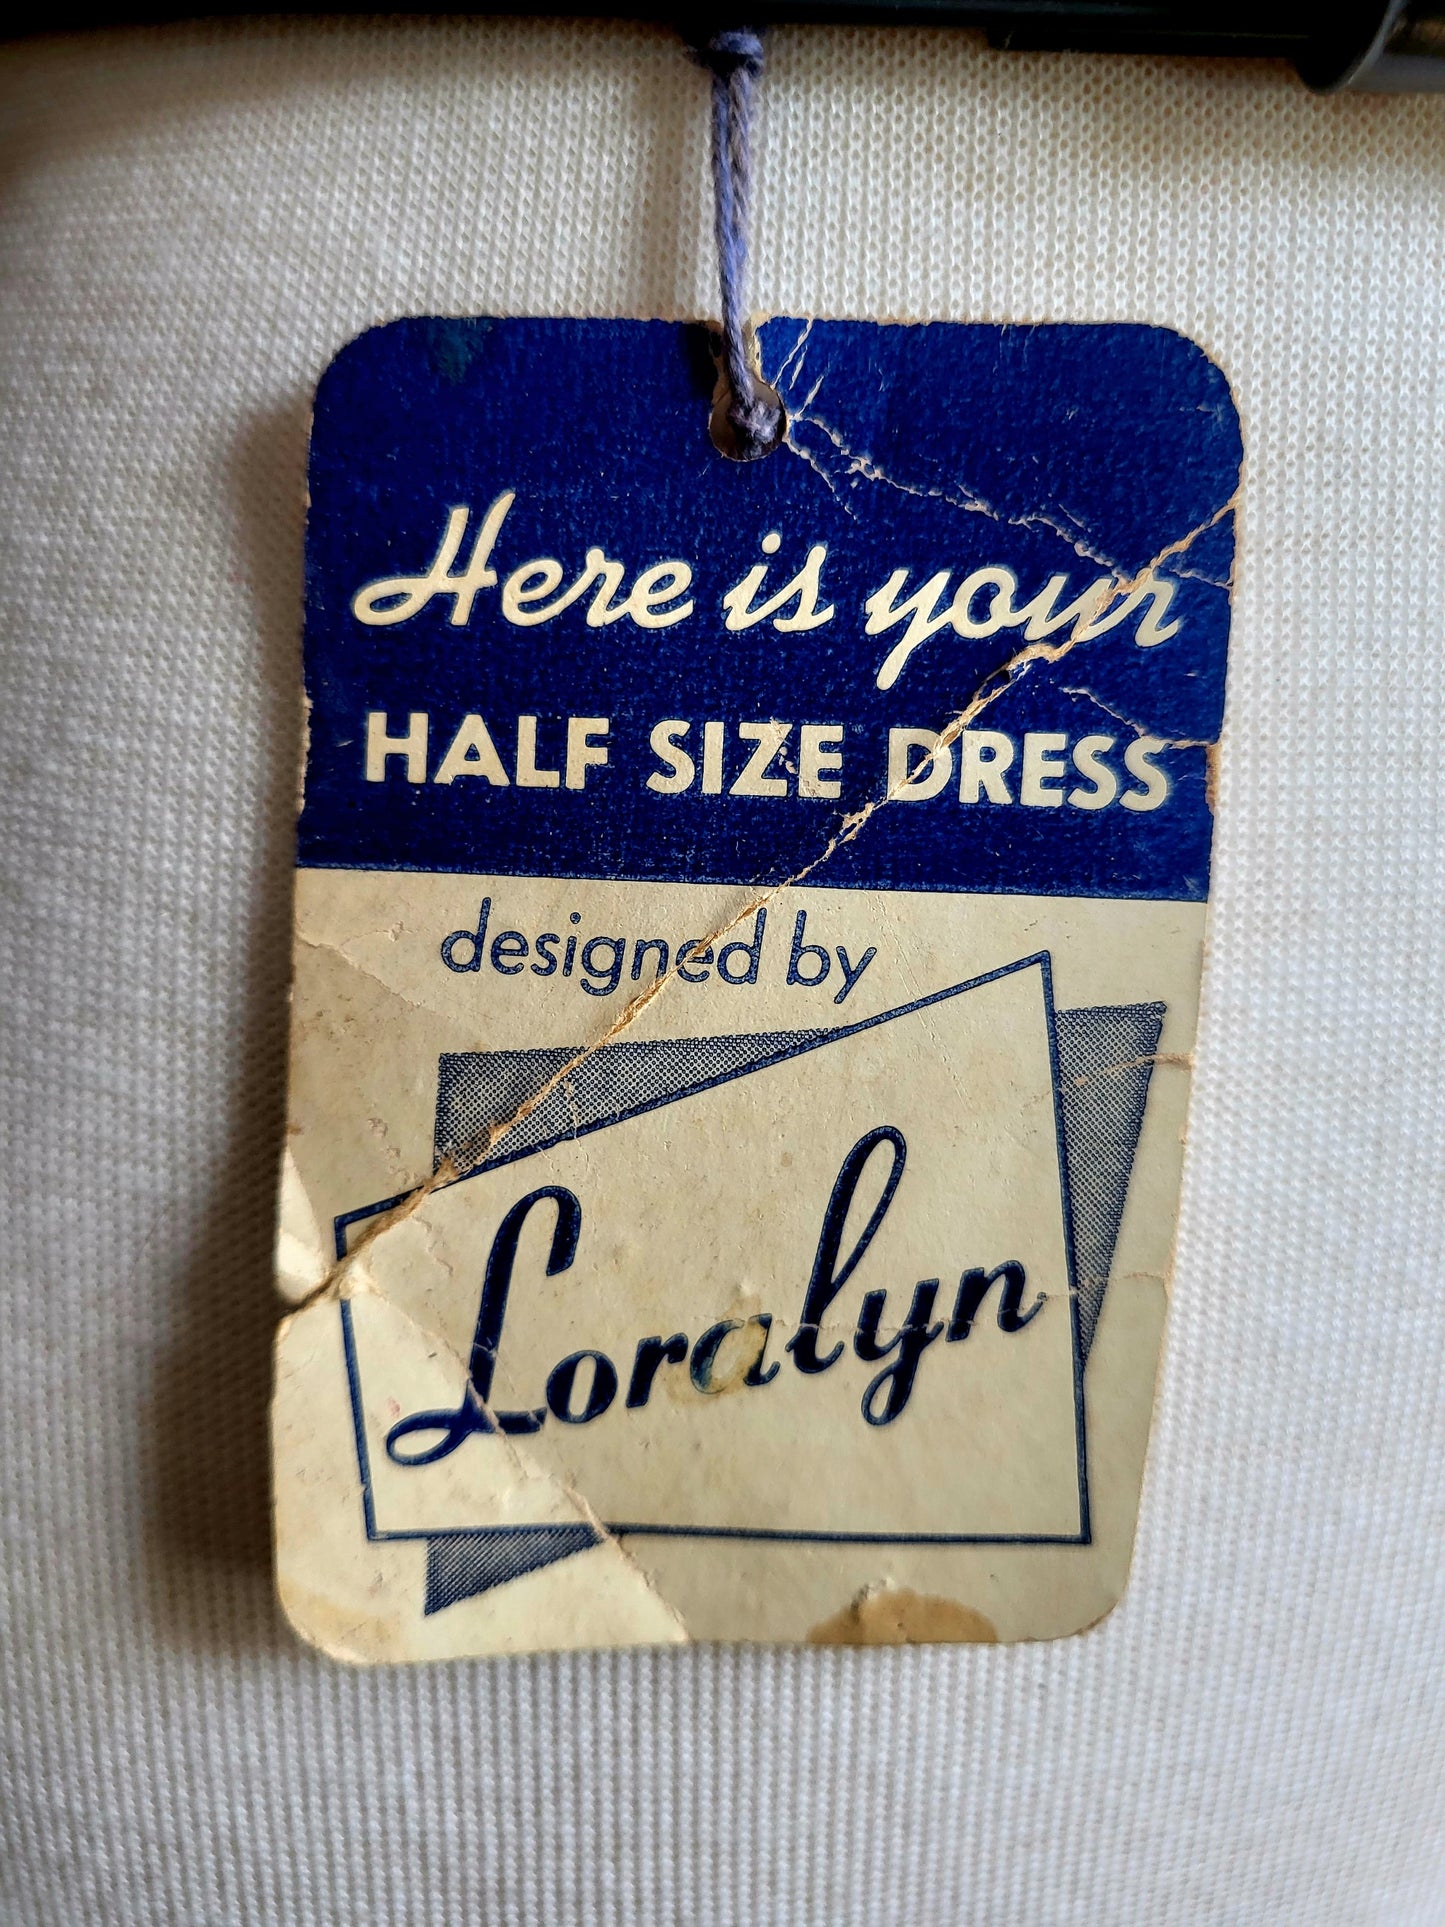 Here is your
HALF SIZE DRESS
designed by
Loralyn